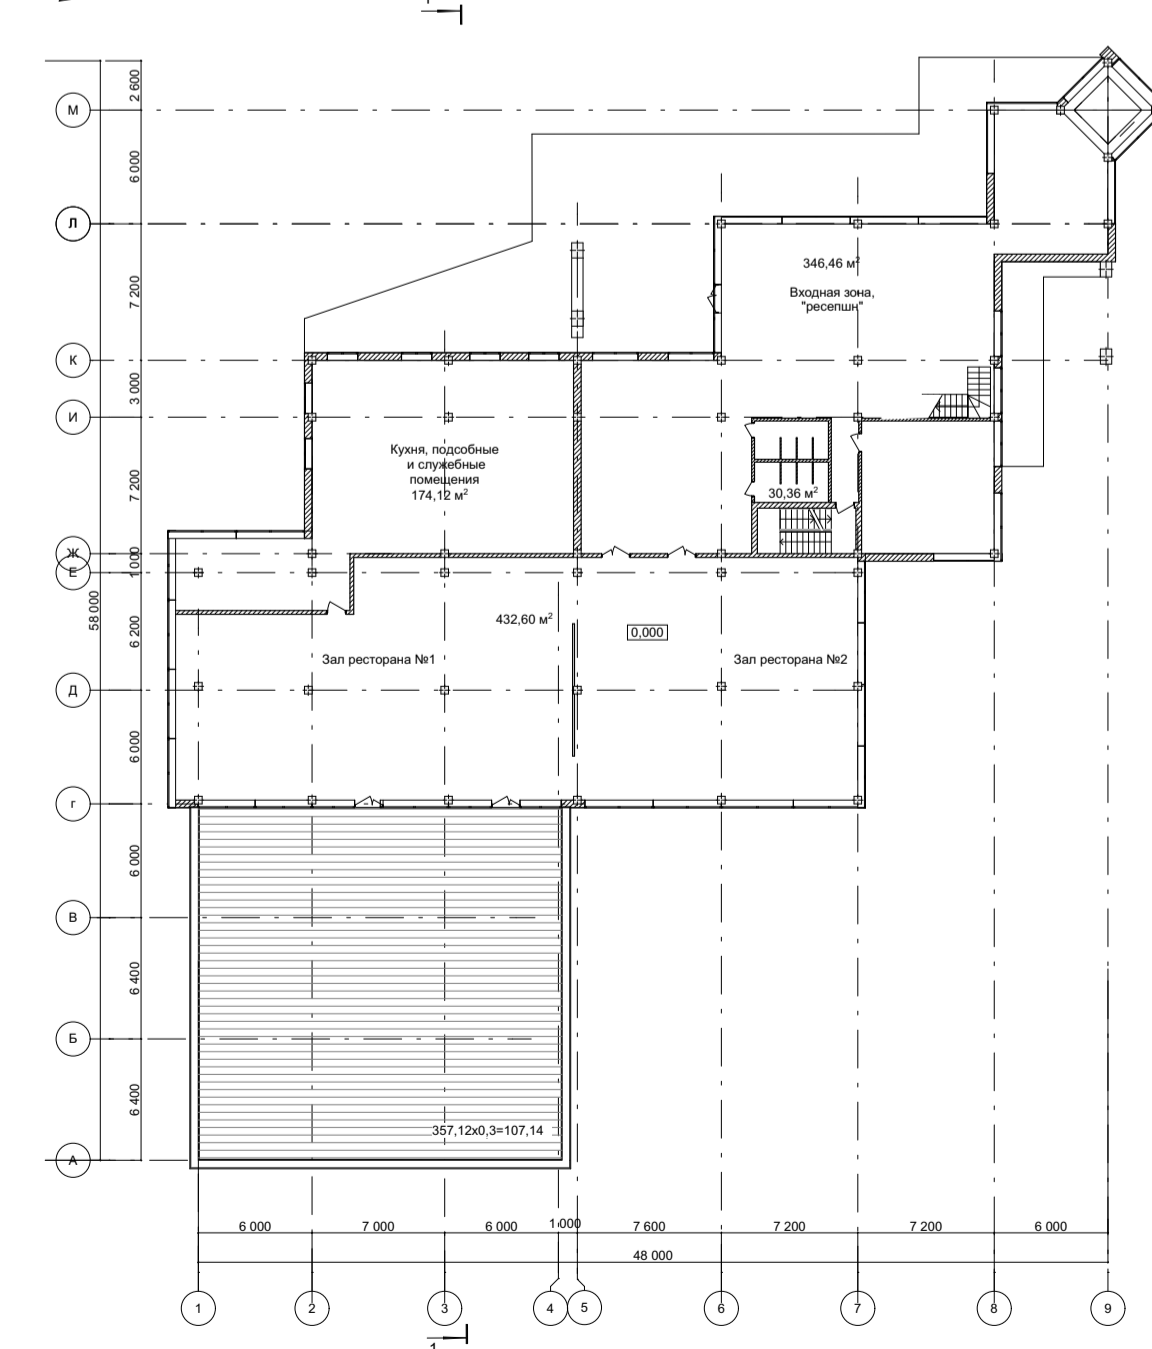 2 600
М
6 000
Л
346,46 м²
Входная зона,
"ресепшн"
7 200
К
3 000
И
Кухня, подсобные
и служебные
помещения
174,12 м²
7 200
30,36 м²
Ж
1 000
Е
58 000
6 200
432,60 м²
0,000
Зал ресторана №1
Зал ресторана №2
Д
6 000
г
6 000
В
6 400
Б
6 400
357,12x0,3=107,14
А
6 000
7 000
6 000
1 000
7 600
7 200
7 200
6 000
48 000
1
2
3
4
5
6
7
8
9
1